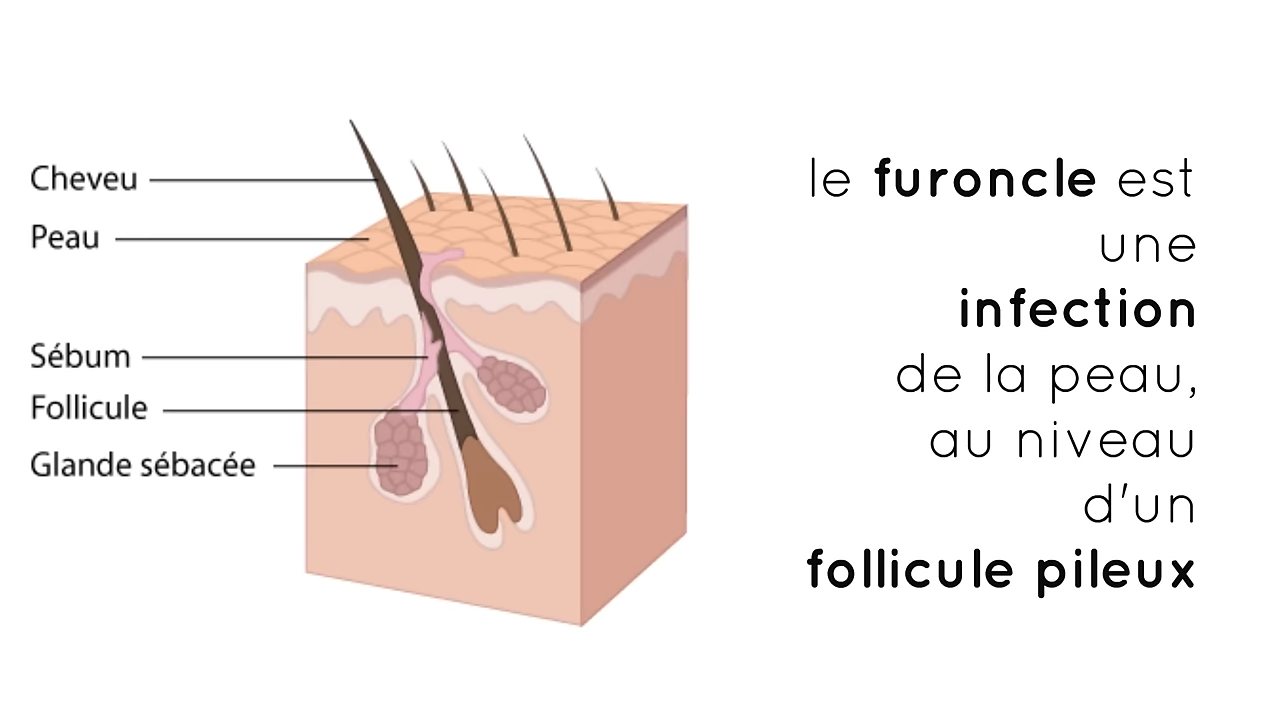 Cheveu
Peau
Sébum
Follicule
Glande sébacée
le furoncle est
une
infection
de la peau,
au niveau
d'un
follicule pileux